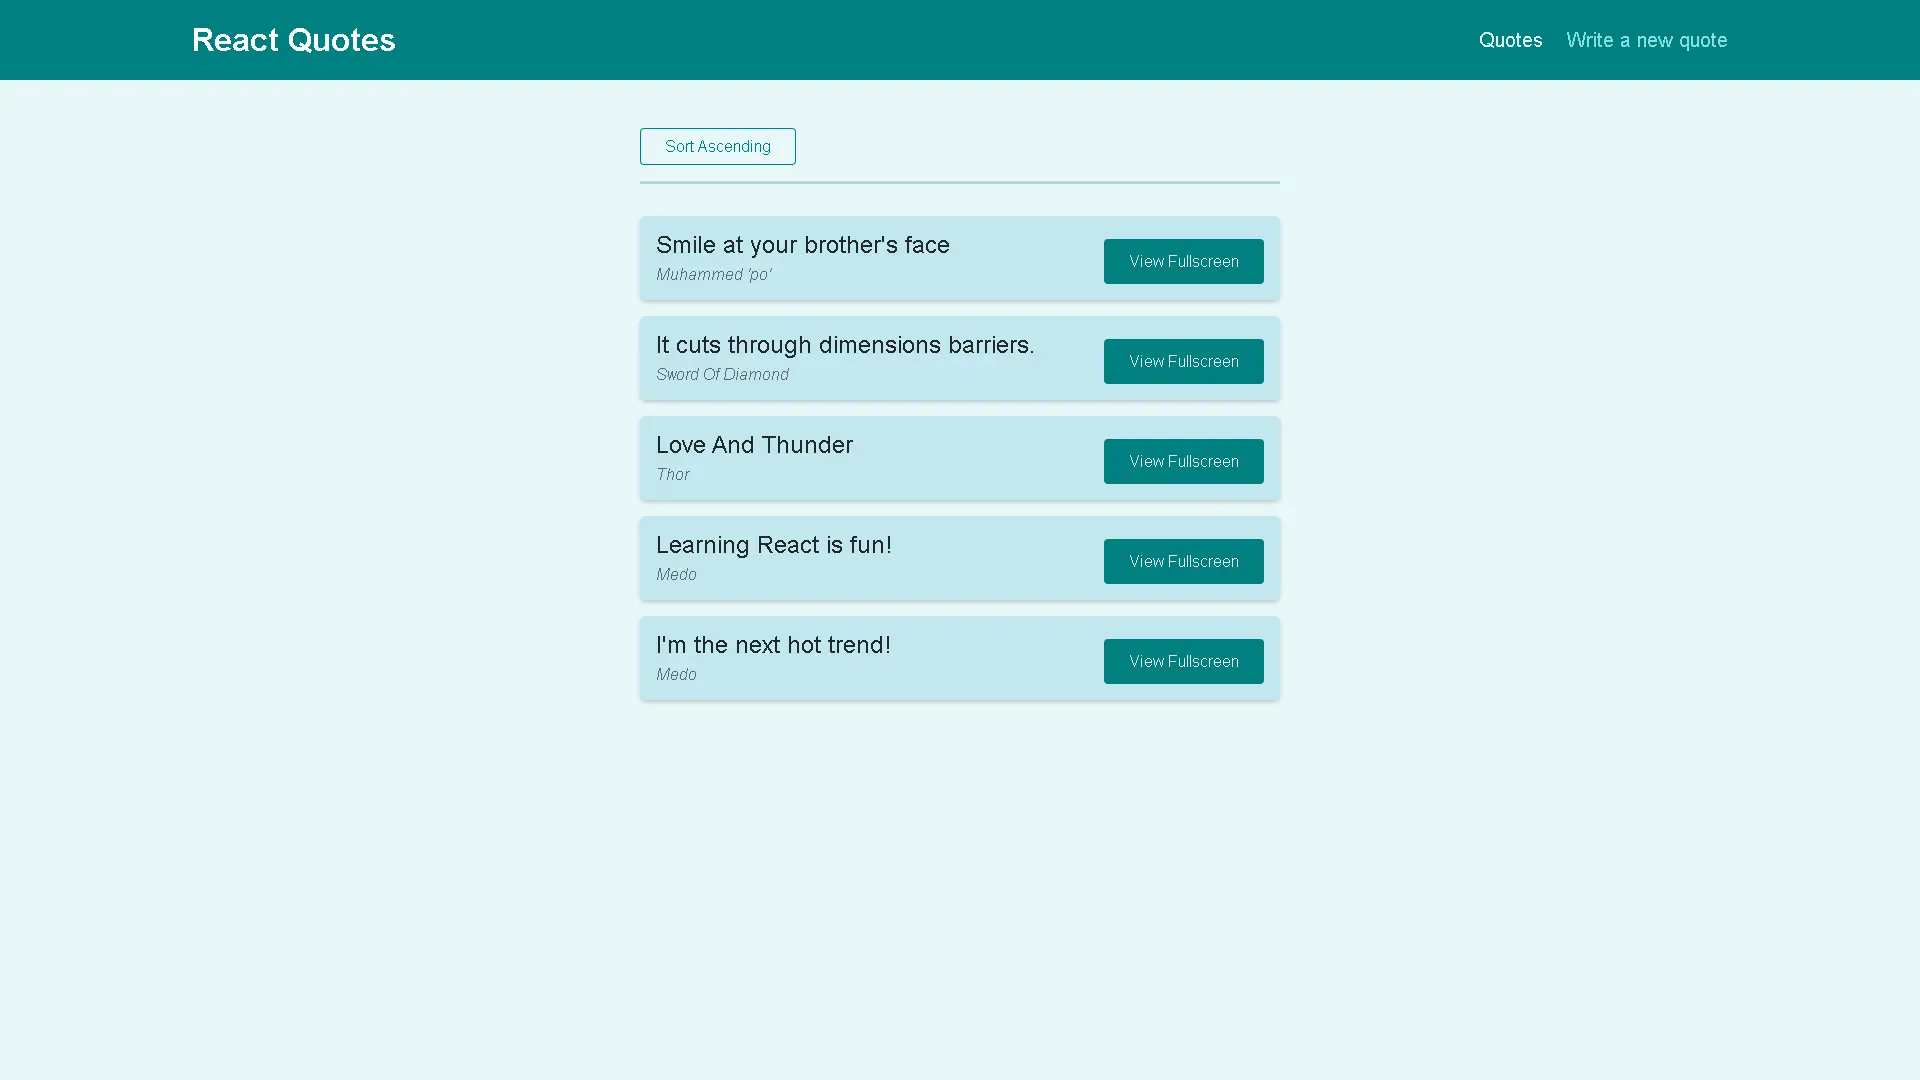 React Quotes
Quotes
Write a new quote
Sort Ascending
Smile at your brother's face
Muhammed 'po'
View Fullscreen
It cuts through dimensions barriers.
Sword Of Diamond
View Fullscreen
Love And Thunder
Thor
View Fullscreen
Learning React is fun!
Medo
View Fullscreen
I'm the next hot trend!
Medo
View Fullscreen